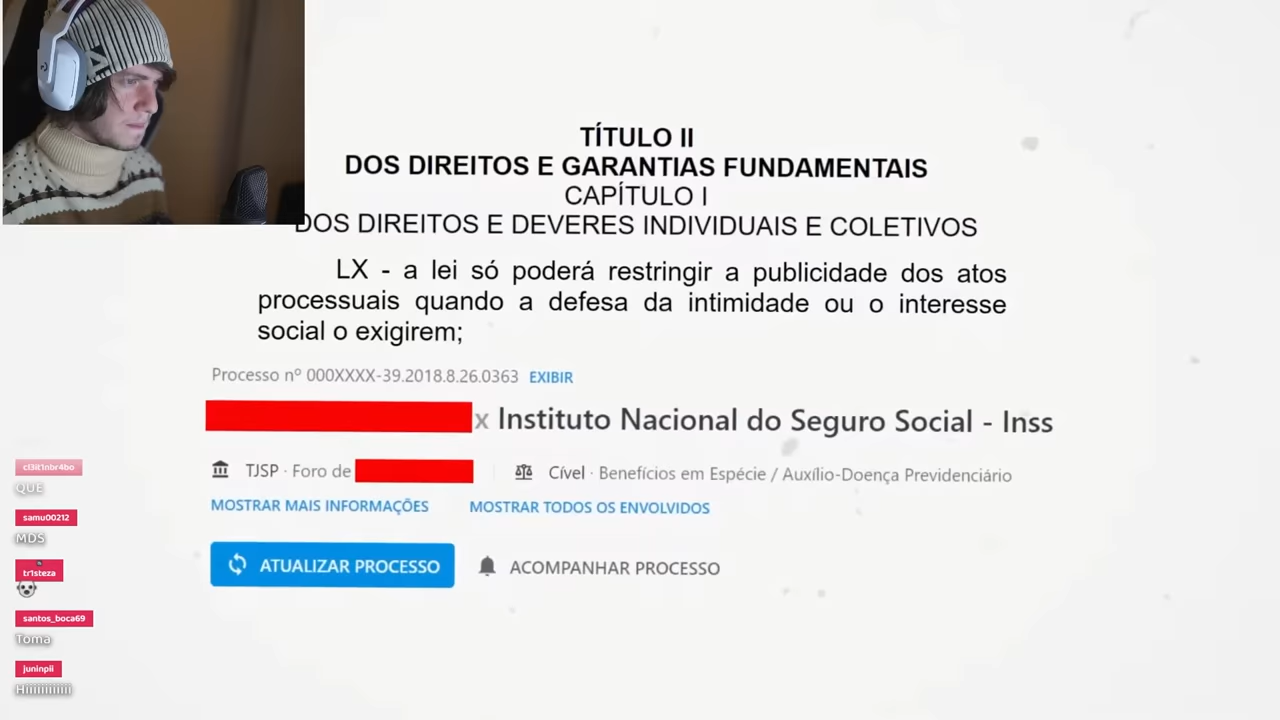 TÍTULO II
DOS DIREITOS E GARANTIAS FUNDAMENTAIS
CAPÍTULO I
DOS DIREITOS E DEVERES INDIVIDUAIS E COLETIVOS
LX - a lei só poderá restringir a publicidade dos atos
processuais quando a defesa da intimidade ou o interesse
social o exigirem;
Processo nº 000XXXX-39.2018.8.26.0363 EXIBIR
x Instituto Nacional do Seguro Social - Inss
TJSP · Foro de
Cível · Benefícios em Espécie / Auxílio-Doença Previdenciário
MOSTRAR MAIS INFORMAÇÕES MOSTRAR TODOS OS ENVOLVIDOS
ATUALIZAR PROCESSO ACOMPANHAR PROCESSO
cl3it1nbr4bo
QUE
samu00212
MDS
tr1steza
santos_boca69
Toma
juninpli